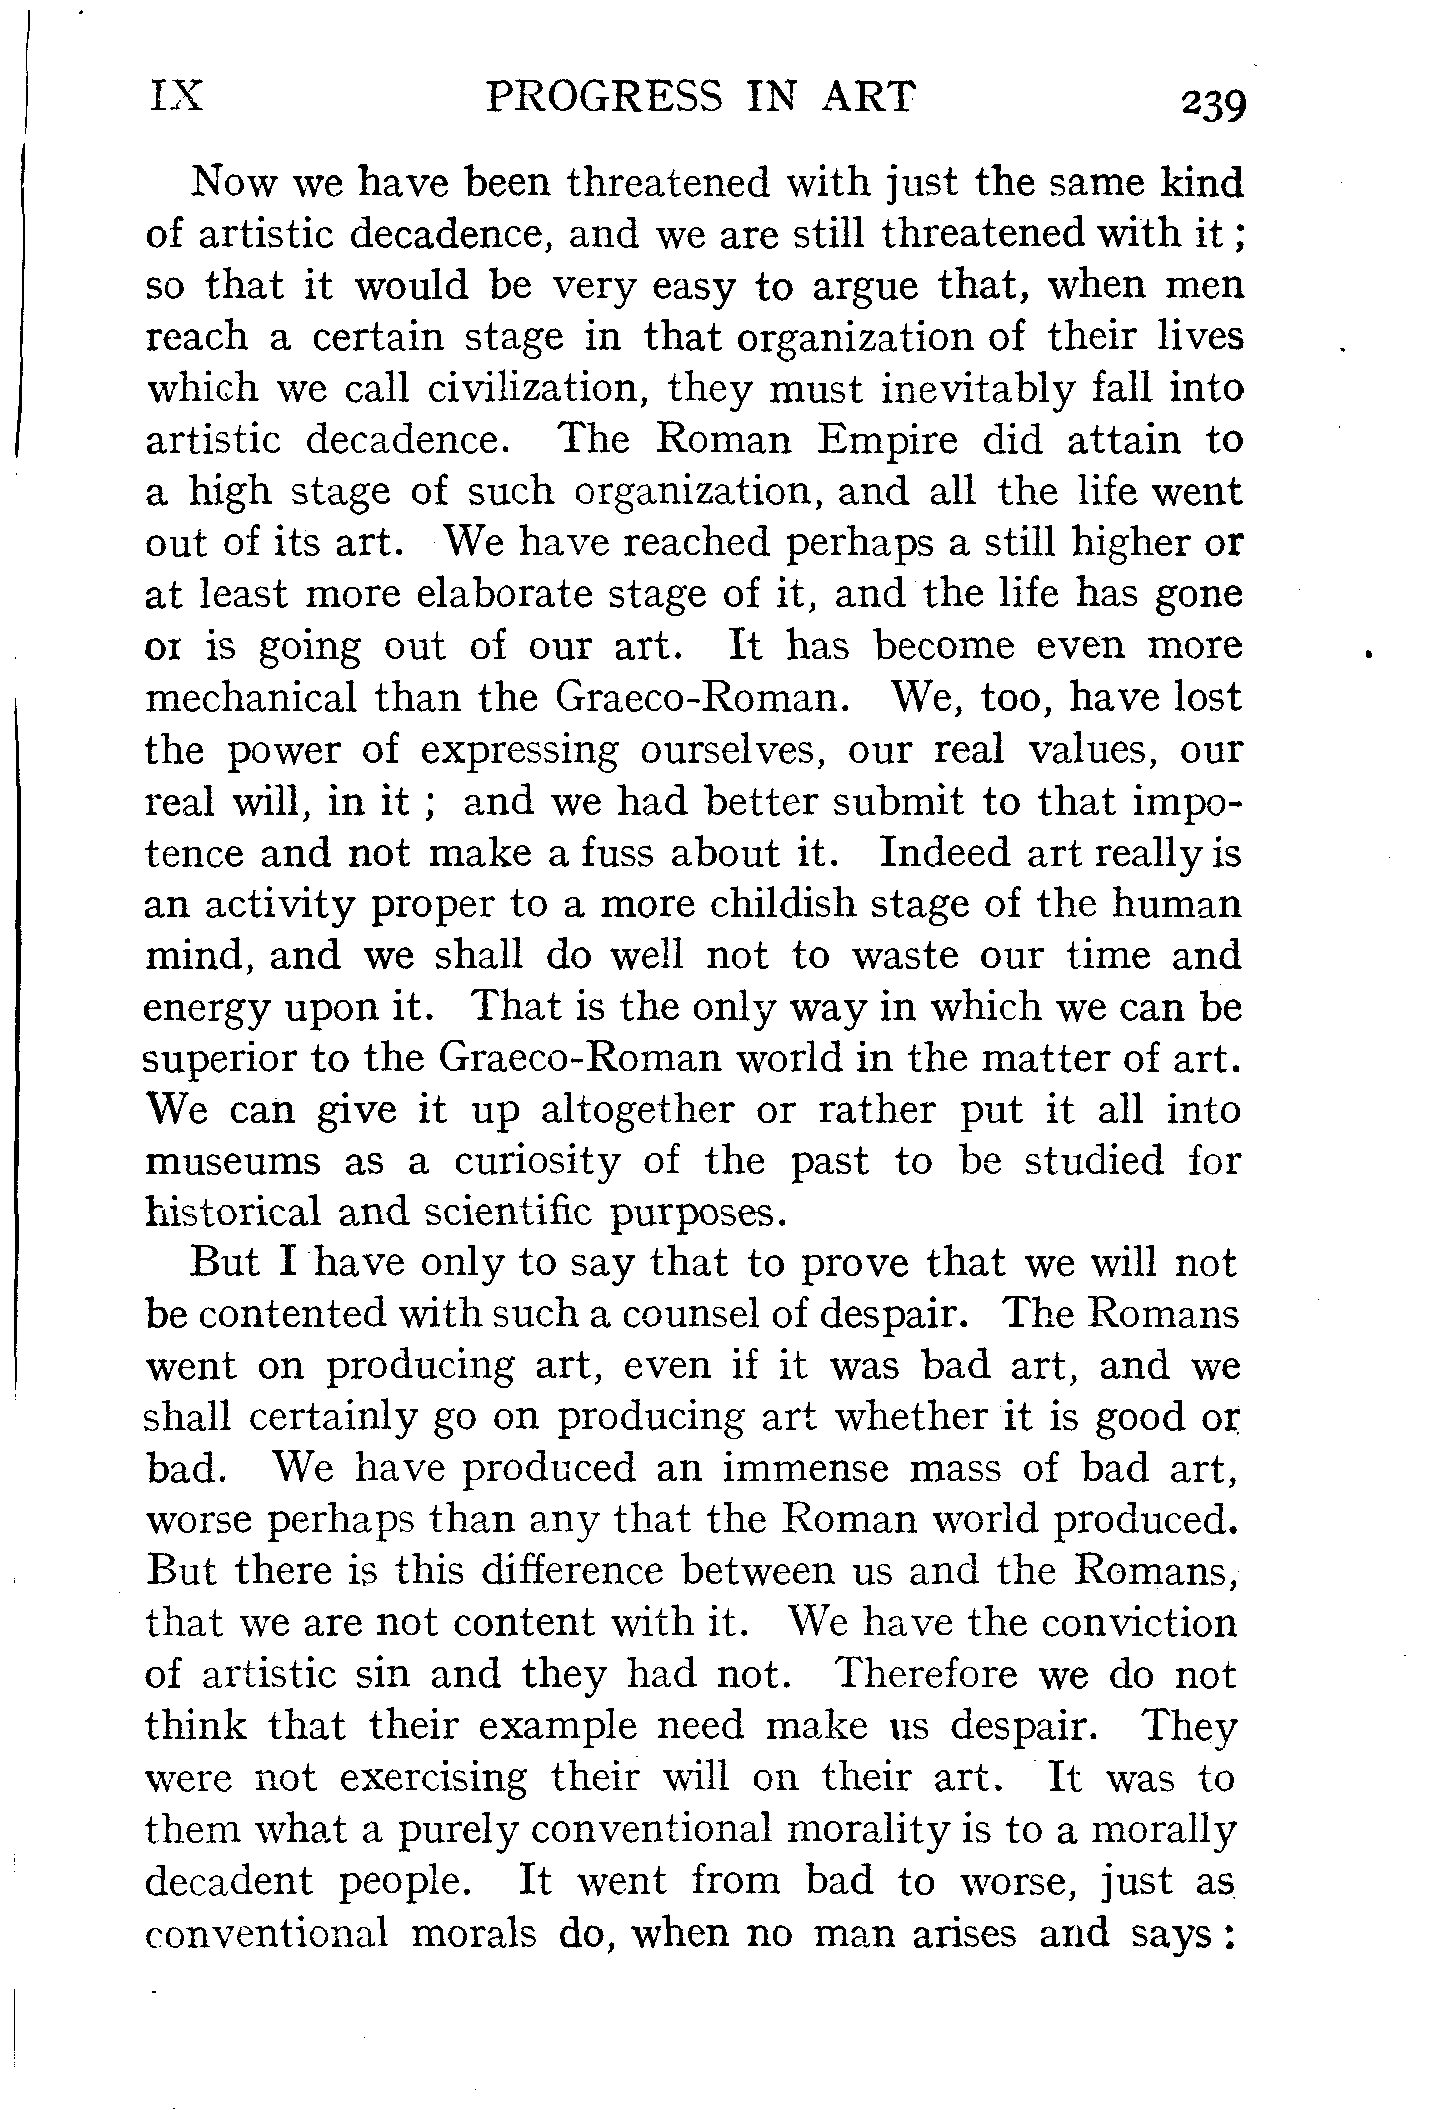 IX PROGRESS IN ART 239
Now we have been threatened with just the same kind
of artistic decadence, and we are still threatened with it ;
so that it would be very easy to argue that, when men
reach a certain stage in that organization of their lives
which we call civilization, they must inevitably fall into
artistic decadence. The Roman Empire did attain to
a high stage of such organization, and all the life went
out of its art. We have reached perhaps a still higher or
at least more elaborate stage of it, and the life has gone
or is going out of our art. It has become even more
mechanical than the Graeco-Roman. We, too, have lost
the power of expressing ourselves, our real values, our
real will, in it ; and we had better submit to that impo-
tence and not make a fuss about it. Indeed art really is
an activity proper to a more childish stage of the human
mind, and we shall do well not to waste our time and
energy upon it. That is the only way in which we can be
superior to the Graeco-Roman world in the matter of art.
We can give it up altogether or rather put it all into
museums as a curiosity of the past to be studied for
historical and scientific purposes.
But I have only to say that to prove that we will not
be contented with such a counsel of despair. The Romans
went on producing art, even if it was bad art, and we
shall certainly go on producing art whether it is good or
bad. We have produced an immense mass of bad art,
worse perhaps than any that the Roman world produced.
But there is this difference between us and the Romans,
that we are not content with it. We have the conviction
of artistic sin and they had not. Therefore we do not
think that their example need make us despair. They
were not exercising their will on their art. It was to
them what a purely conventional morality is to a morally
decadent people. It went from bad to worse, just as
conventional morals do, when no man arises and says :